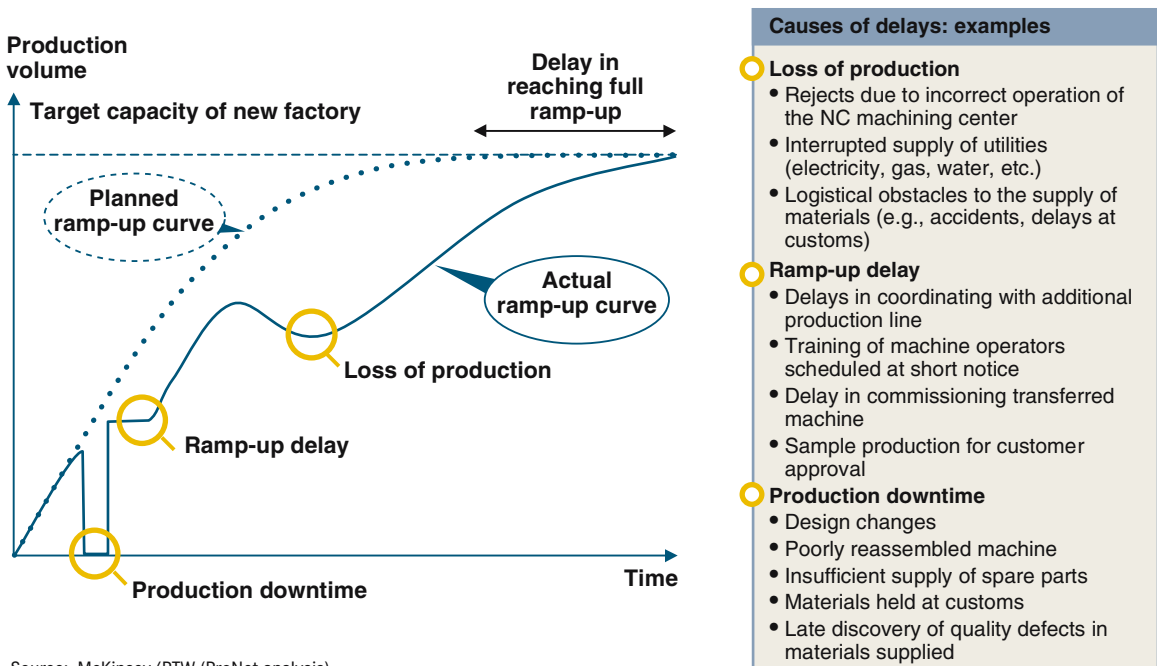 Production
volume
Target capacity of new factory
Delay in
reaching full
ramp-up
Planned
ramp-up curve
Actual
ramp-up curve
Loss of production
Ramp-up delay
Production downtime
Time
Causes of delays: examples
Loss of production
• Rejects due to incorrect operation of
the NC machining center
• Interrupted supply of utilities
(electricity, gas, water, etc.)
• Logistical obstacles to the supply of
materials (e.g., accidents, delays at
customs)
Ramp-up delay
• Delays in coordinating with additional
production line
• Training of machine operators
scheduled at short notice
• Delay in commissioning transferred
machine
• Sample production for customer
approval
Production downtime
• Design changes
• Poorly reassembled machine
• Insufficient supply of spare parts
• Materials held at customs
• Late discovery of quality defects in
materials supplied
Source: McKinsey/PTW (ProNet analysis)